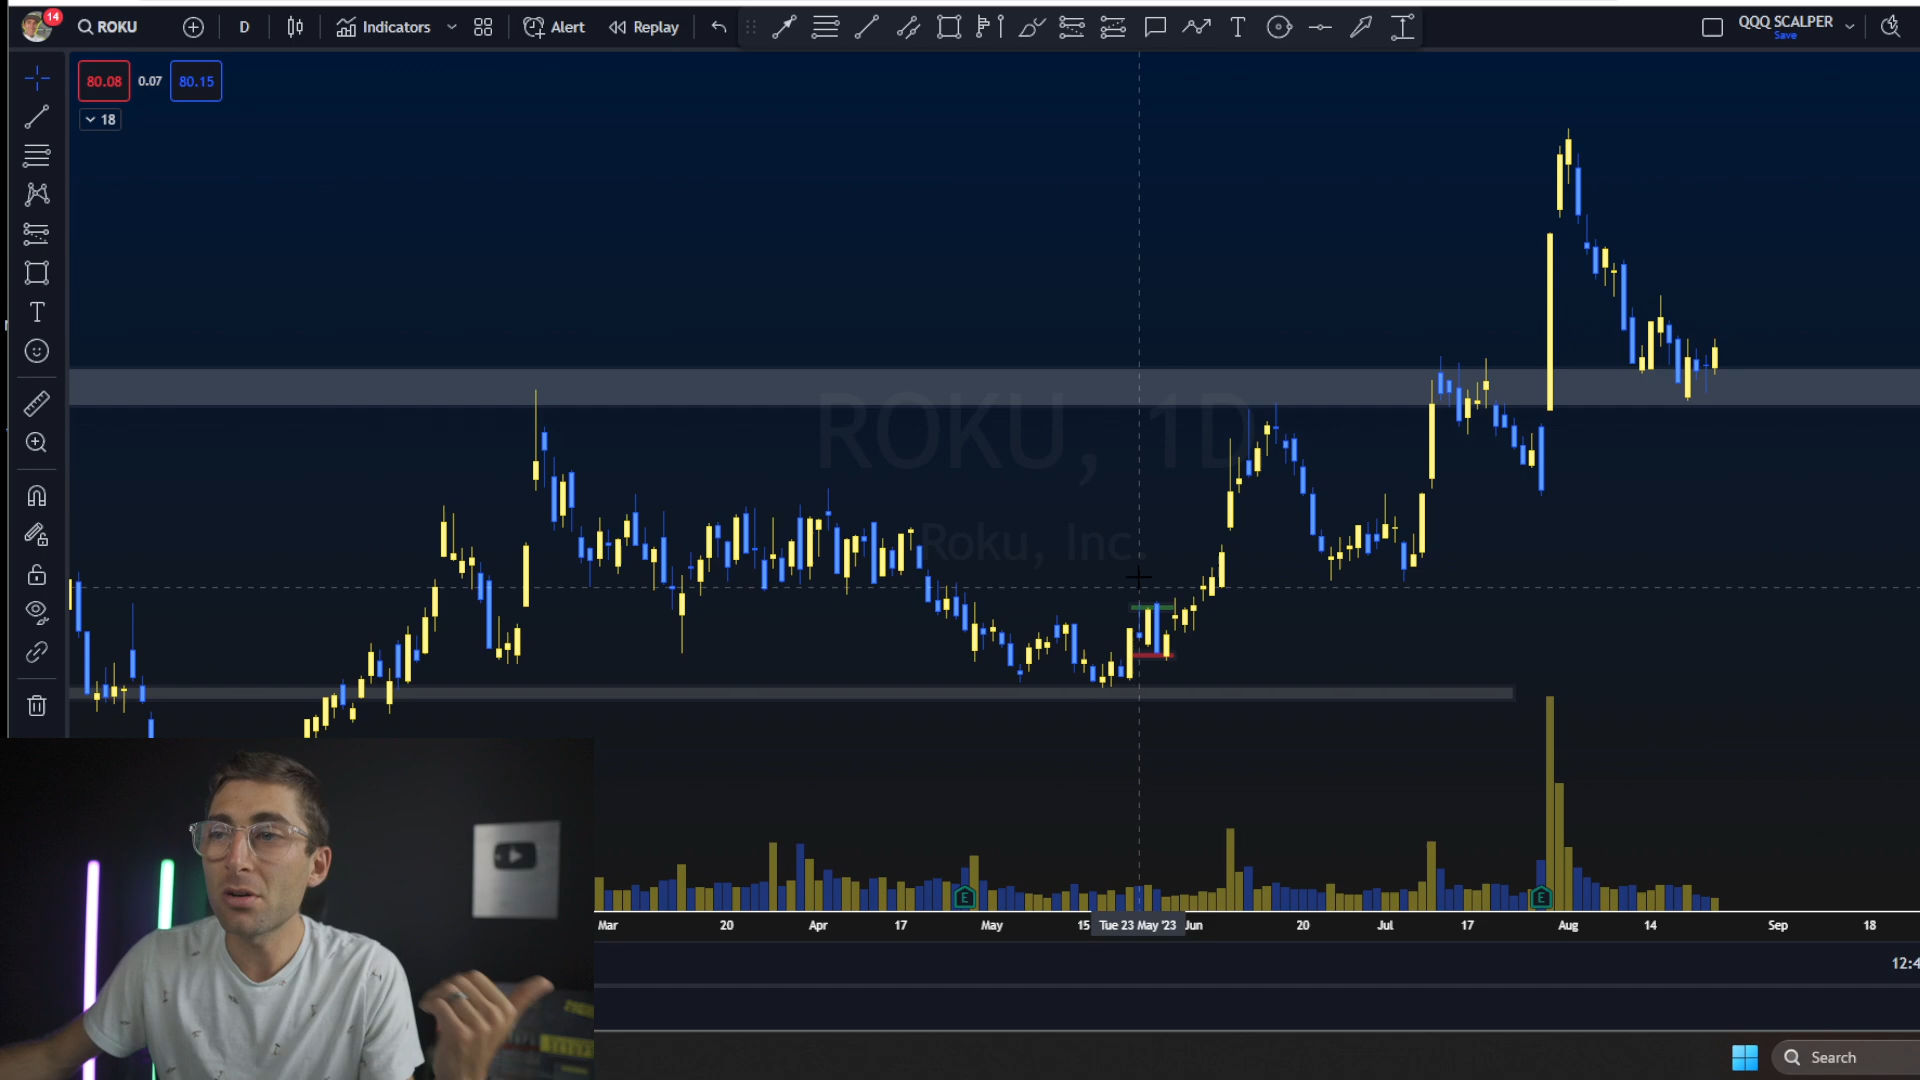 14
ROKU
D
Indicators
Alert
Replay
QQQ SCALPER
Save
80.08
0.07
80.15
18
ROKU, 1D
Roku, Inc.
E
E
Mar
20
Apr
17
May
15
Tue 23 May '23
Jun
20
Jul
17
Aug
14
Sep
18
Search